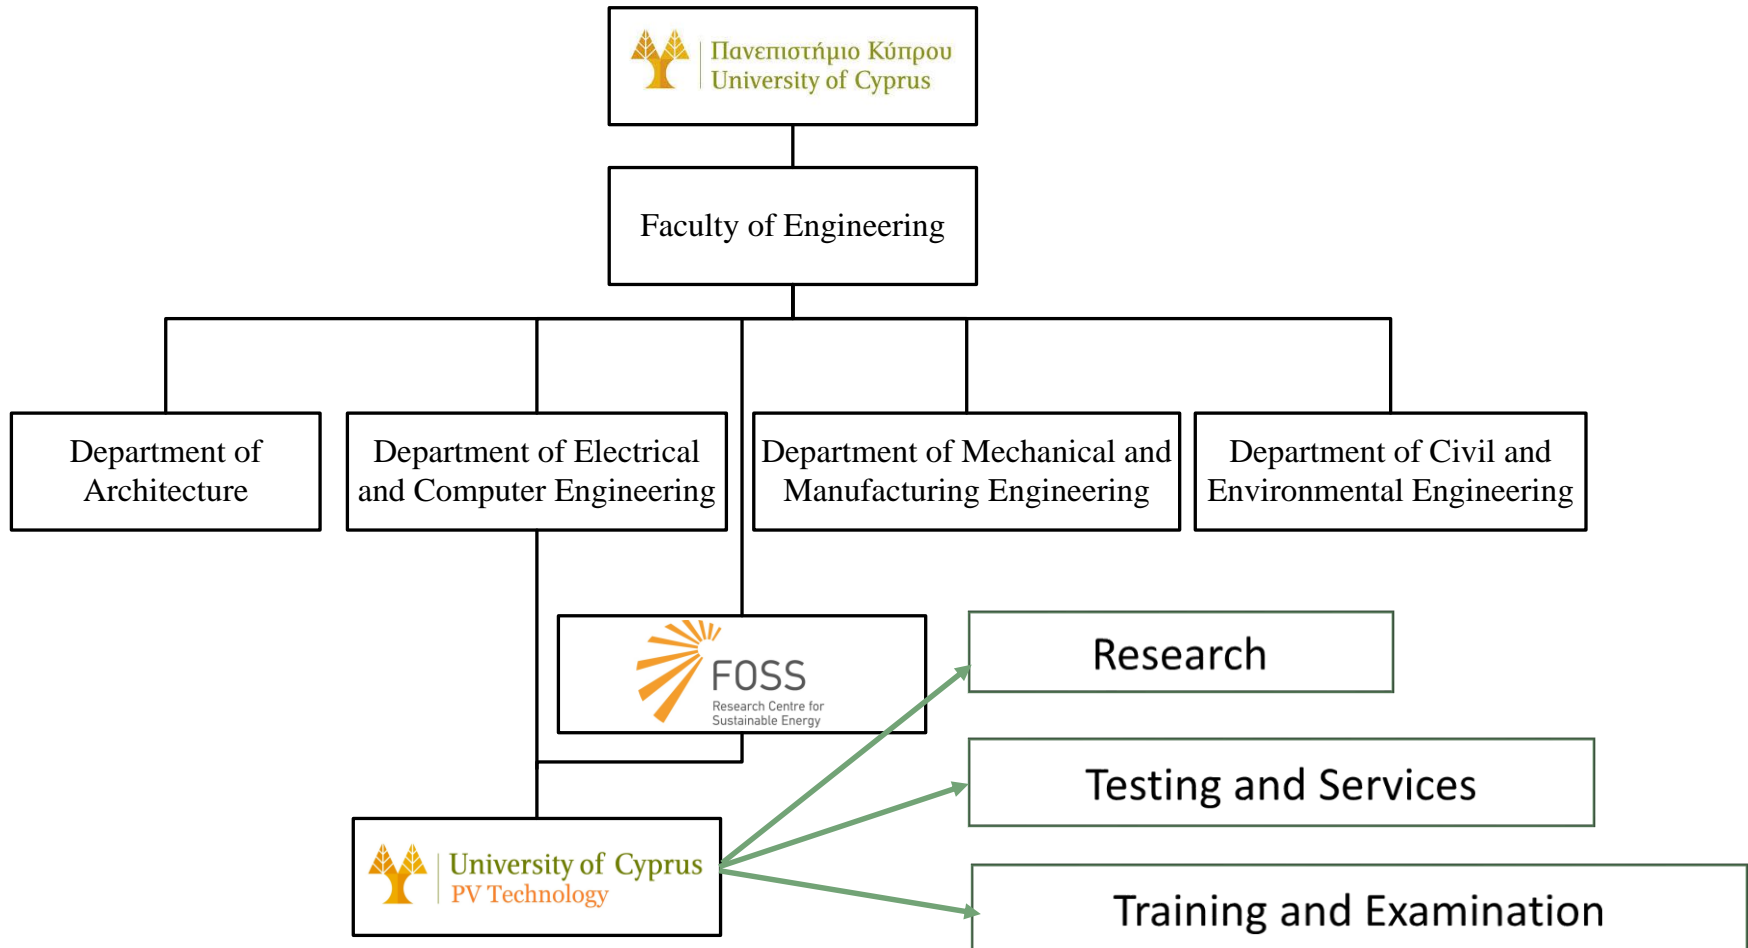 Πανεπιστήμιο Κύπρου
University of Cyprus
Faculty of Engineering
Department of
Architecture
Department of Electrical
and Computer Engineering
Department of Mechanical and
Manufacturing Engineering
Department of Civil and
Environmental Engineering
FOSS
Research Centre for
Sustainable Energy
Research
Testing and Services
University of Cyprus
PV Technology
Training and Examination